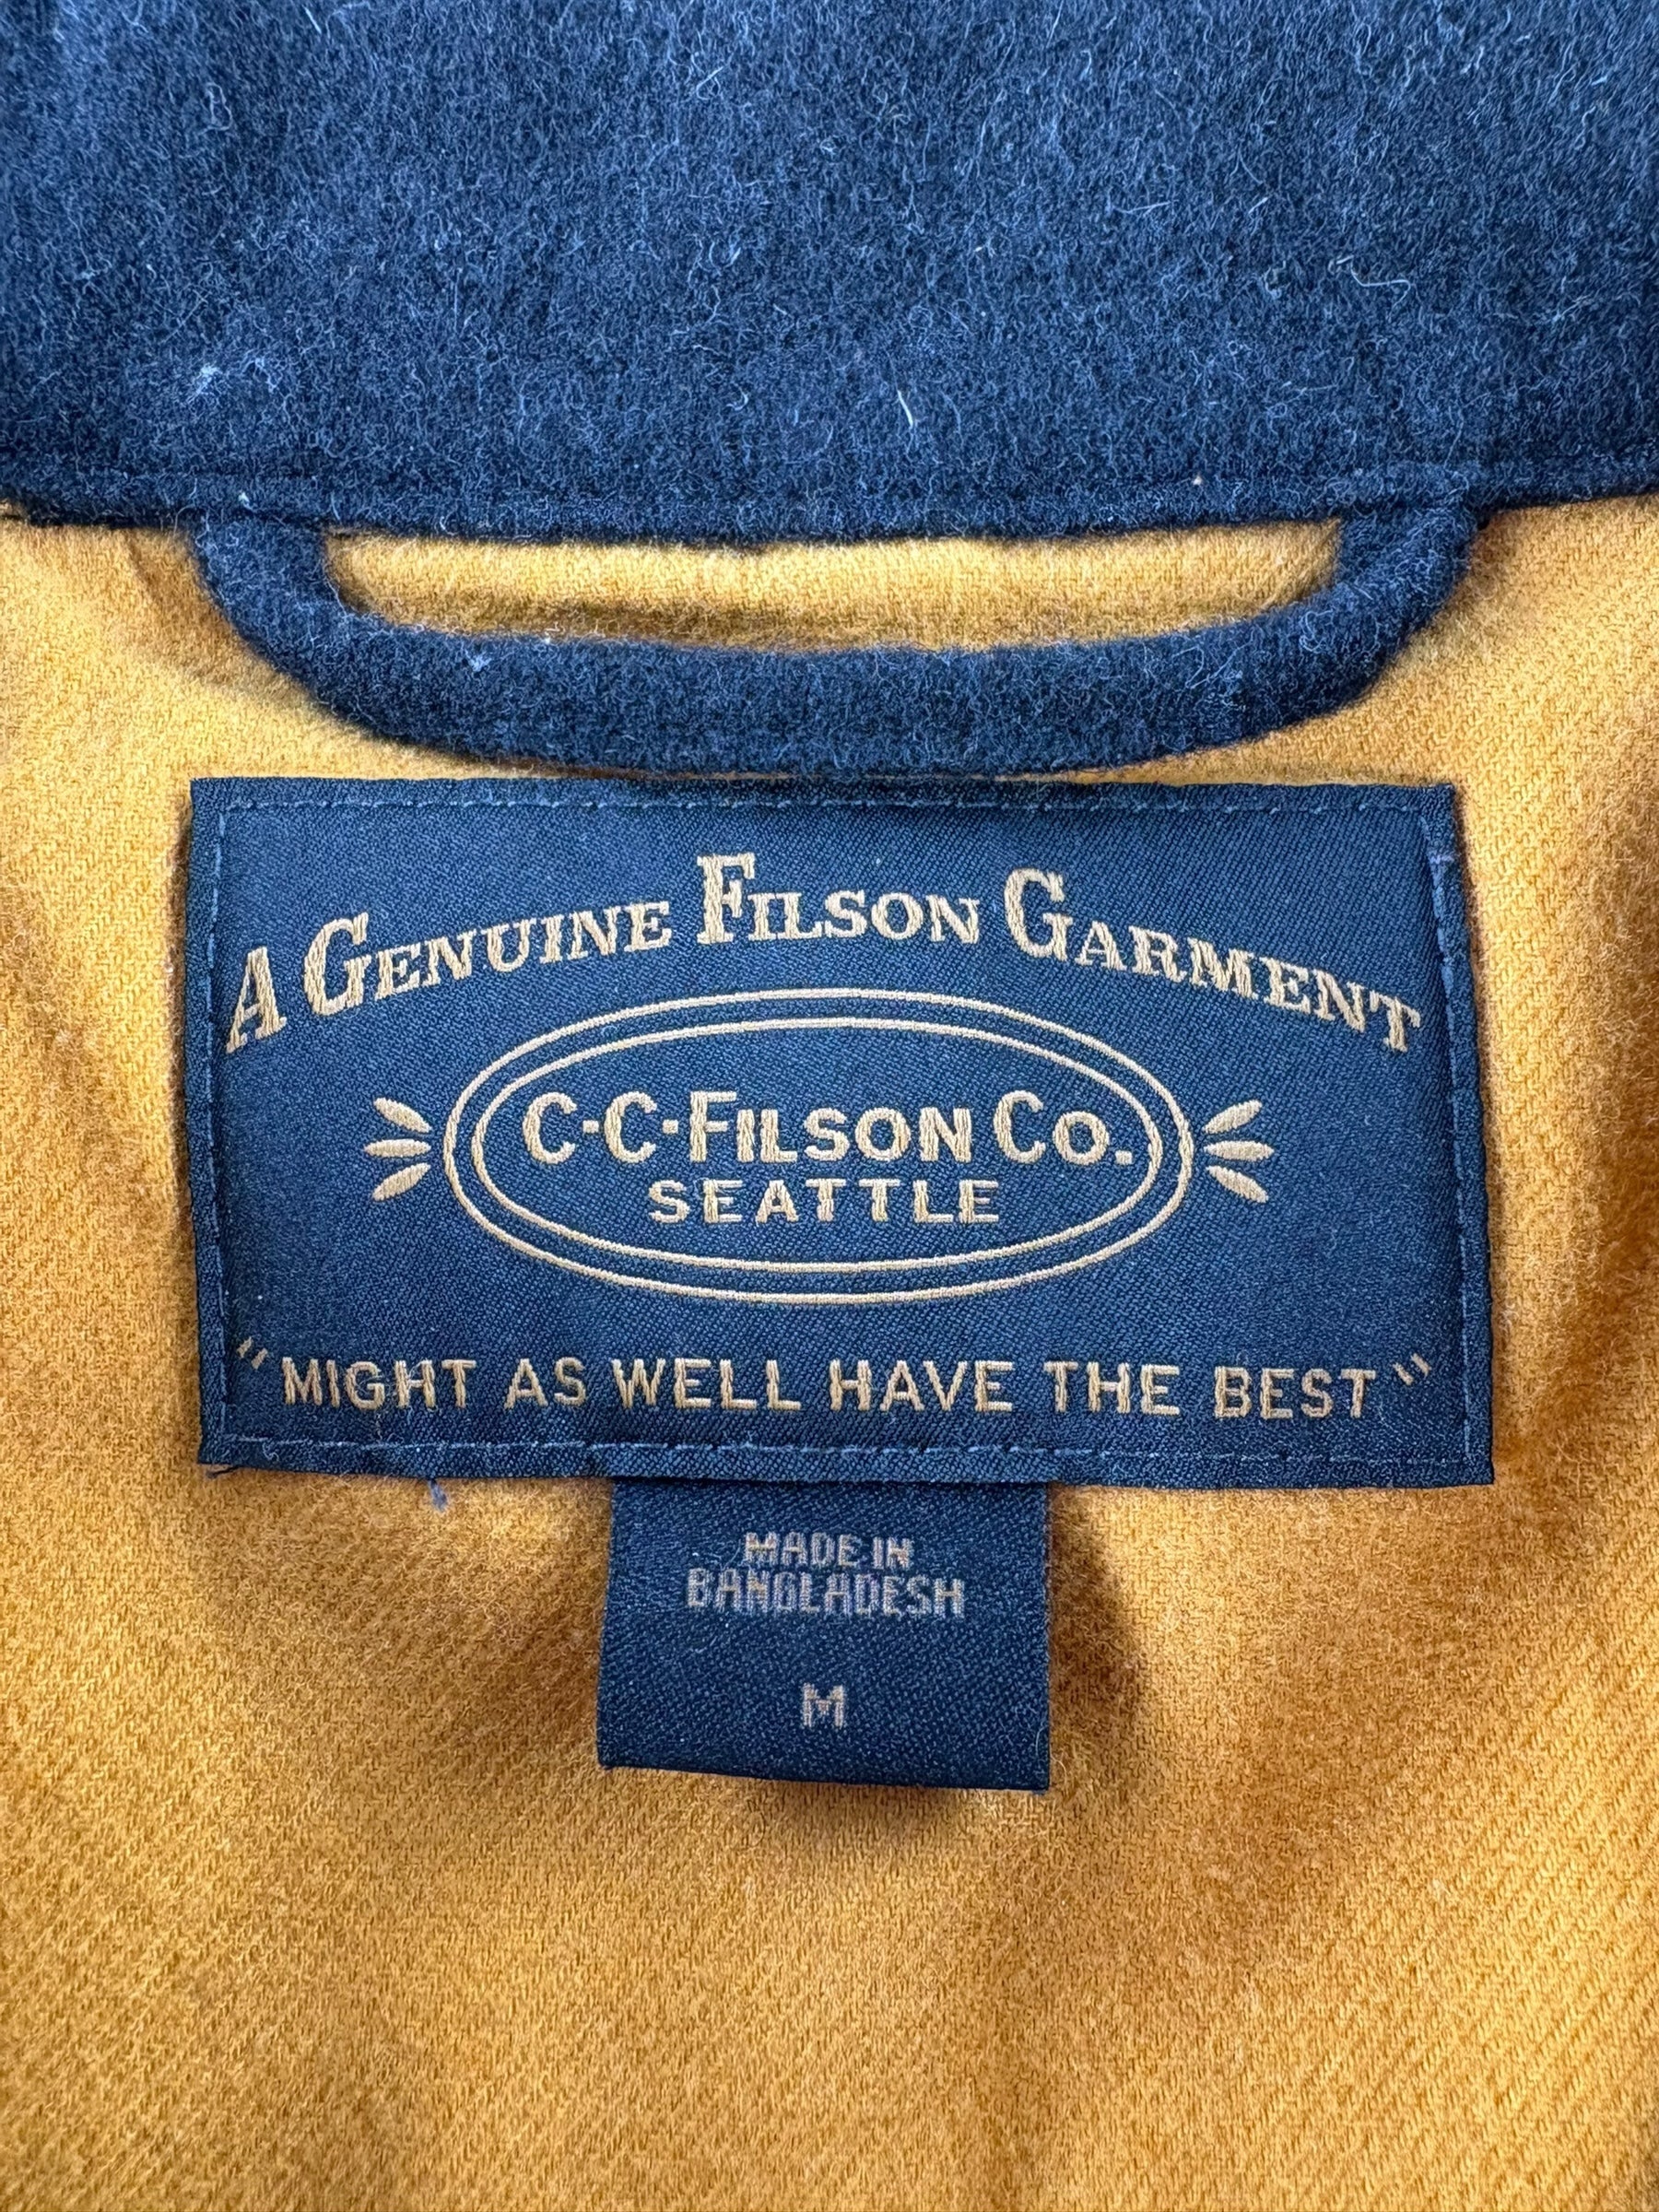 A GENUINE FILSON GARMENT
C·C·FILSON CO.
SEATTLE
"MIGHT AS WELL HAVE THE BEST"
MADE IN
BANGLADESH
M